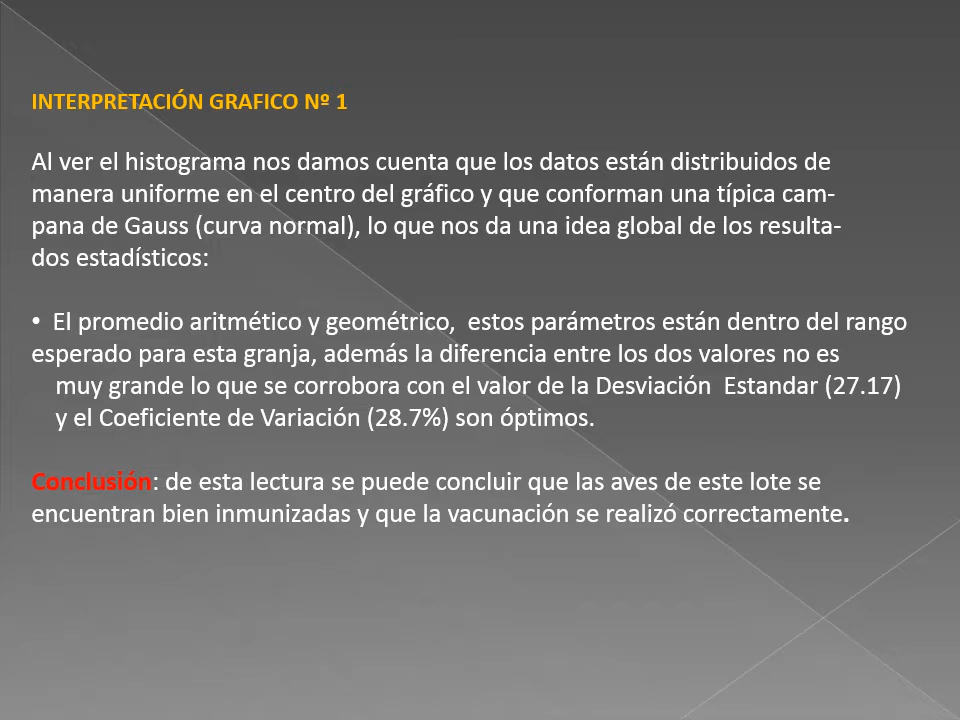 INTERPRETACIÓN GRAFICO Nº 1
Al ver el histograma nos damos cuenta que los datos están distribuidos de
manera uniforme en el centro del gráfico y que conforman una típica cam-
pana de Gauss (curva normal), lo que nos da una idea global de los resulta-
dos estadísticos:
• El promedio aritmético y geométrico, estos parámetros están dentro del rango
esperado para esta granja, además la diferencia entre los dos valores no es
muy grande lo que se corrobora con el valor de la Desviación Estandar (27.17)
y el Coeficiente de Variación (28.7%) son óptimos.
Conclusión: de esta lectura se puede concluir que las aves de este lote se
encuentran bien inmunizadas y que la vacunación se realizó correctamente.